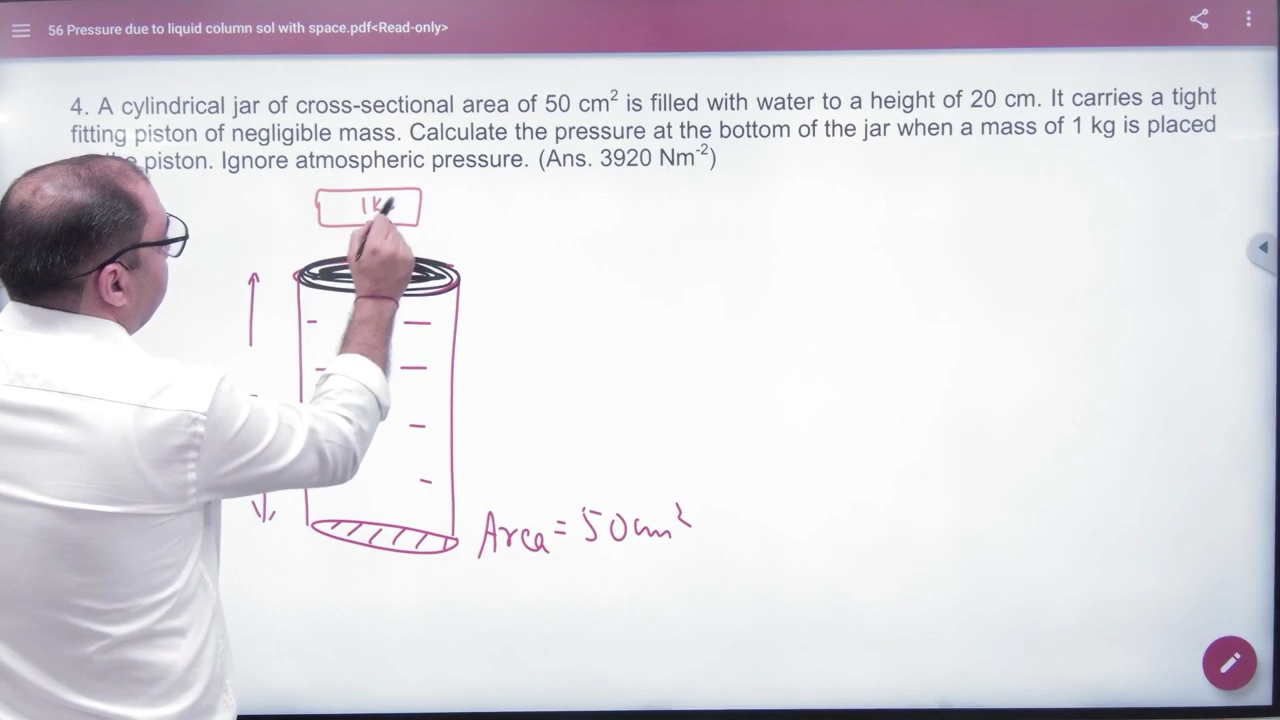 56 Pressure due to liquid column sol with space.pdf<Read-only>
4. A cylindrical jar of cross-sectional area of 50 cm² is filled with water to a height of 20 cm. It carries a tight
fitting piston of negligible mass. Calculate the pressure at the bottom of the jar when a mass of 1 kg is placed
piston. Ignore atmospheric pressure. (Ans. 3920 Nm⁻²)
1K
Area = 50 cm²